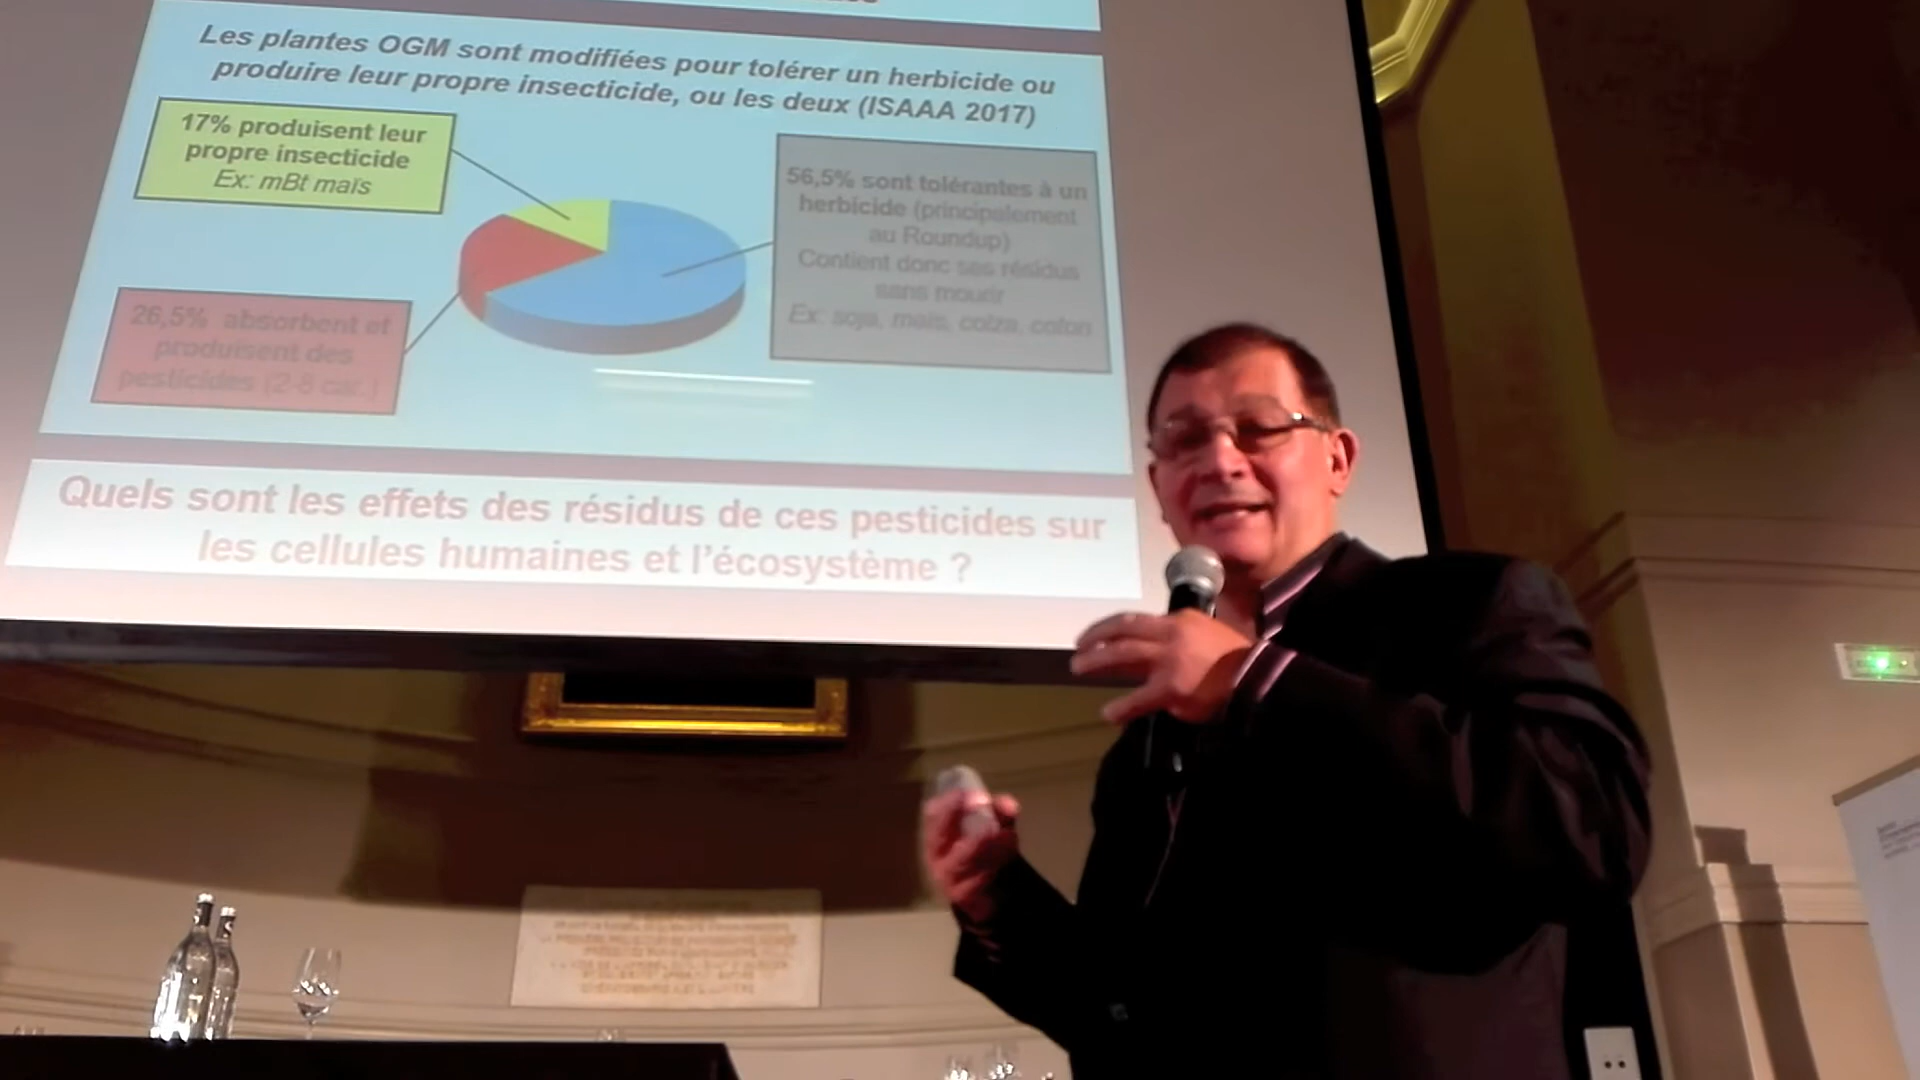 Les plantes OGM sont modifiées pour tolérer un herbicide ou
produire leur propre insecticide, ou les deux (ISAAA 2017)
17% produisent leur
propre insecticide
Ex: mBt maïs
56,5% sont tolérantes à un
herbicide (principalement
au Roundup)
Contient donc ses résidus
sans mourir
Ex: soja, maïs, colza, coton
26,5% absorbent et
produisent des
pesticides (2-8 car.)
Quels sont les effets des résidus de ces pesticides sur
les cellules humaines et l'écosystème ?